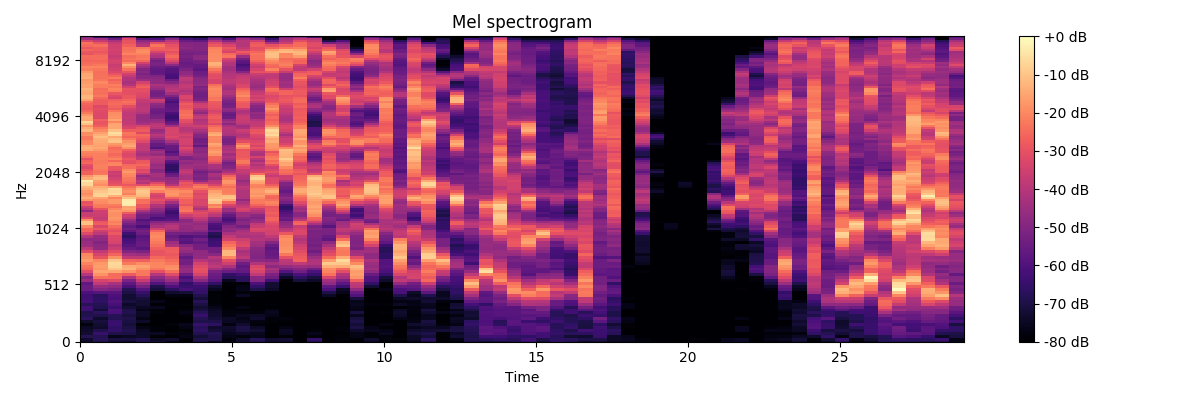 Mel spectrogram
Hz
8192
4096
2048
1024
512
0
0 5 10 15 20 25
Time
+0 dB
-10 dB
-20 dB
-30 dB
-40 dB
-50 dB
-60 dB
-70 dB
-80 dB